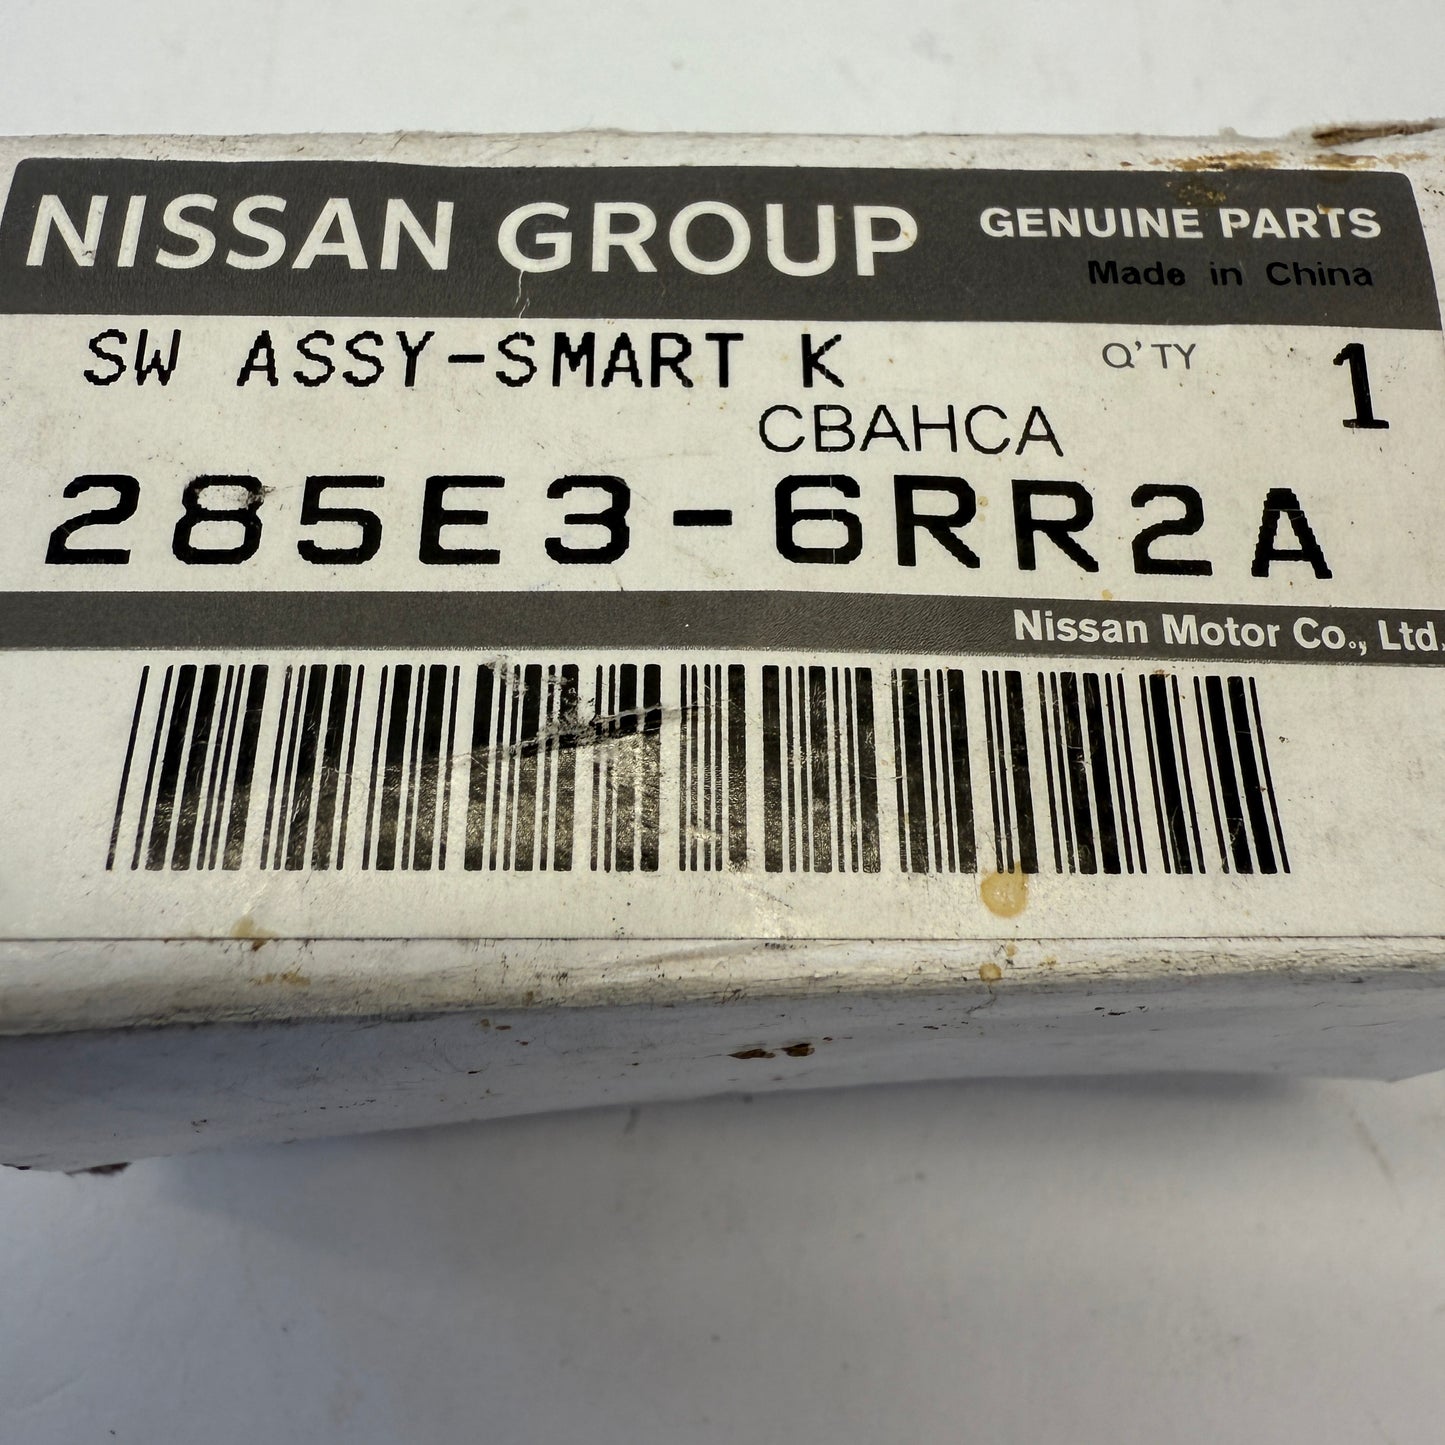 NISSAN GROUP GENUINE PARTS
Made in China
SW ASSY-SMART K Q'TY 1
CBAHCA
285E3-6RR2A
Nissan Motor Co., Ltd.